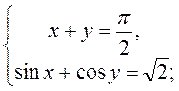 x + y = π/2,
sin x + cos y = √2;